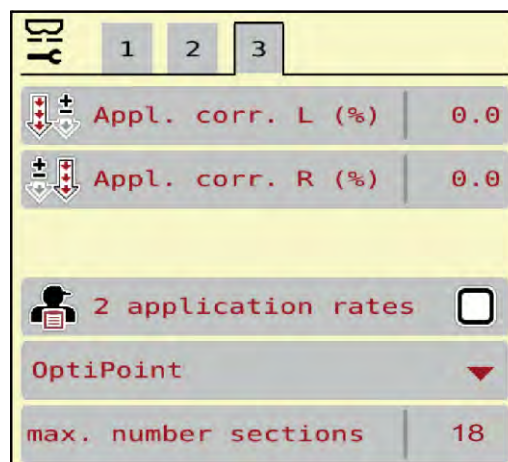 1 2 3
Appl. corr. L (%) 0.0
Appl. corr. R (%) 0.0
2 application rates
OptiPoint
max. number sections 18